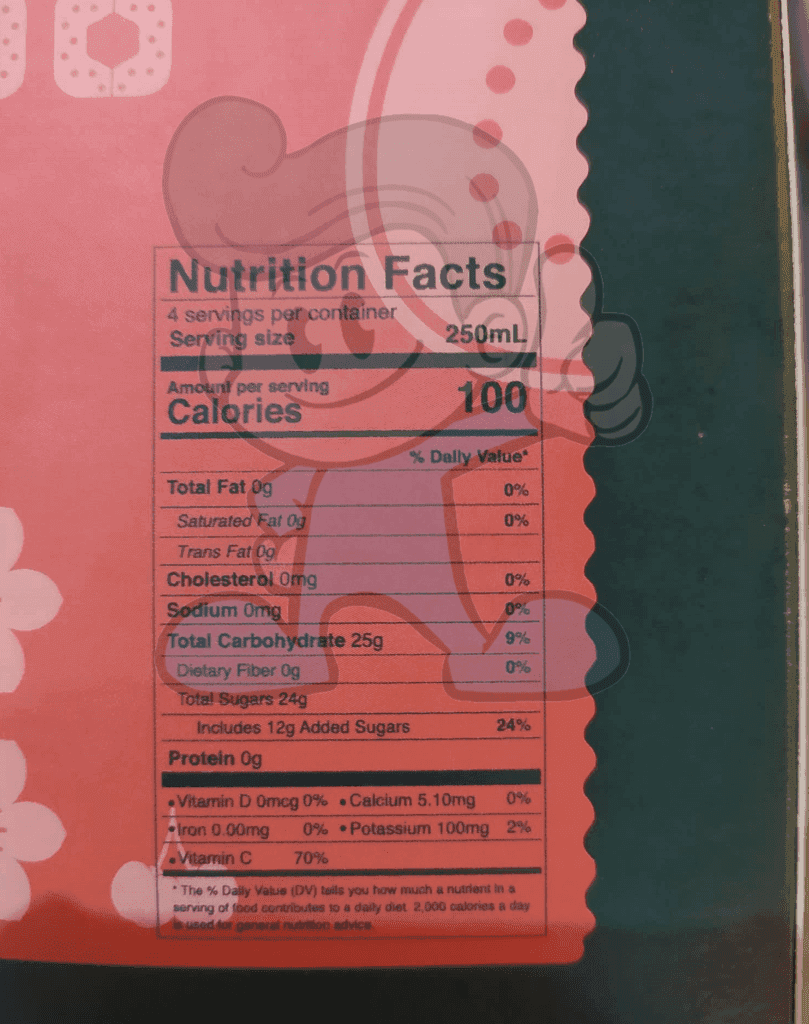 Nutrition Facts
4 servings per container
Serving size 250mL
Amount per serving
Calories 100
% Daily Value*
Total Fat 0g 0%
Saturated Fat 0g 0%
Trans Fat 0g
Cholesterol 0mg 0%
Sodium 0mg 0%
Total Carbohydrate 25g 9%
Dietary Fiber 0g 0%
Total Sugars 24g
Includes 12g Added Sugars 24%
Protein 0g
•Vitamin D 0mcg 0% •Calcium 5.10mg 0%
•Iron 0.00mg 0% •Potassium 100mg 2%
•Vitamin C 70%
* The % Daily Value (DV) tells you how much a nutrient in a
serving of food contributes to a daily diet. 2,000 calories a day
is used for general nutrition advice.